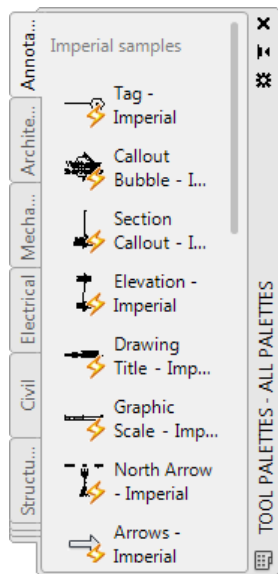 Annota...
Archite...
Mecha...
Electrical
Civil
Structu...
Imperial samples
Tag -
Imperial
Callout
Bubble - I...
Section
Callout - I...
Elevation -
Imperial
Drawing
Title - Imp...
Graphic
Scale - Imp...
North Arrow
- Imperial
Arrows -
Imperial
TOOL PALETTES - ALL PALETTES